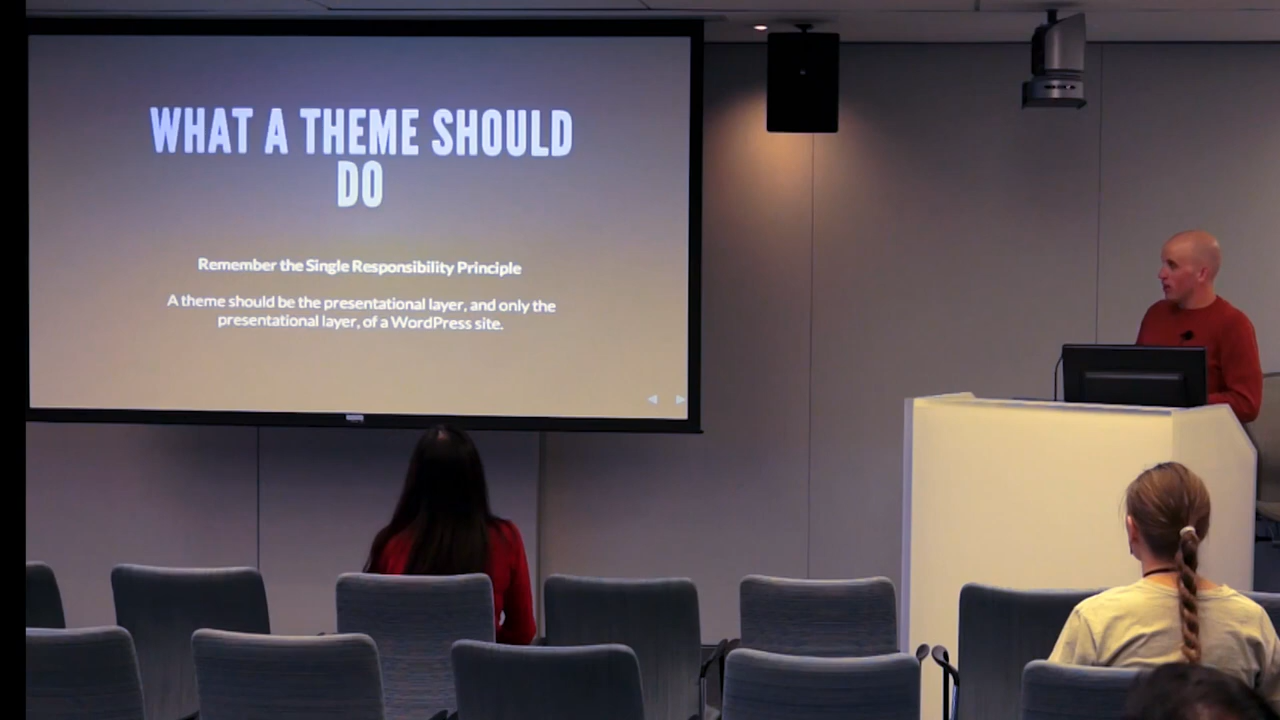 WHAT A THEME SHOULD
DO
Remember the Single Responsibility Principle
A theme should be the presentational layer, and only the
presentational layer, of a WordPress site.